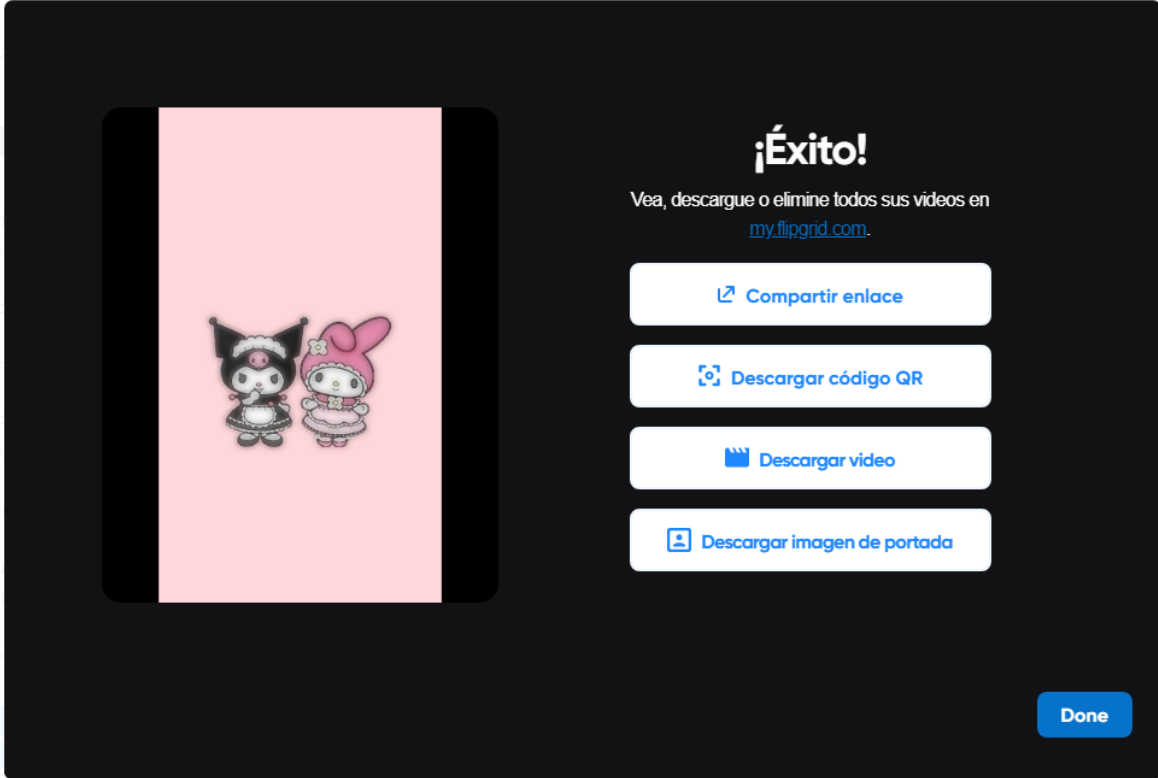 ¡Éxito!
Vea, descargue o elimine todos sus videos en
my.flipgrid.com.
Compartir enlace
Descargar código QR
Descargar video
Descargar imagen de portada
Done